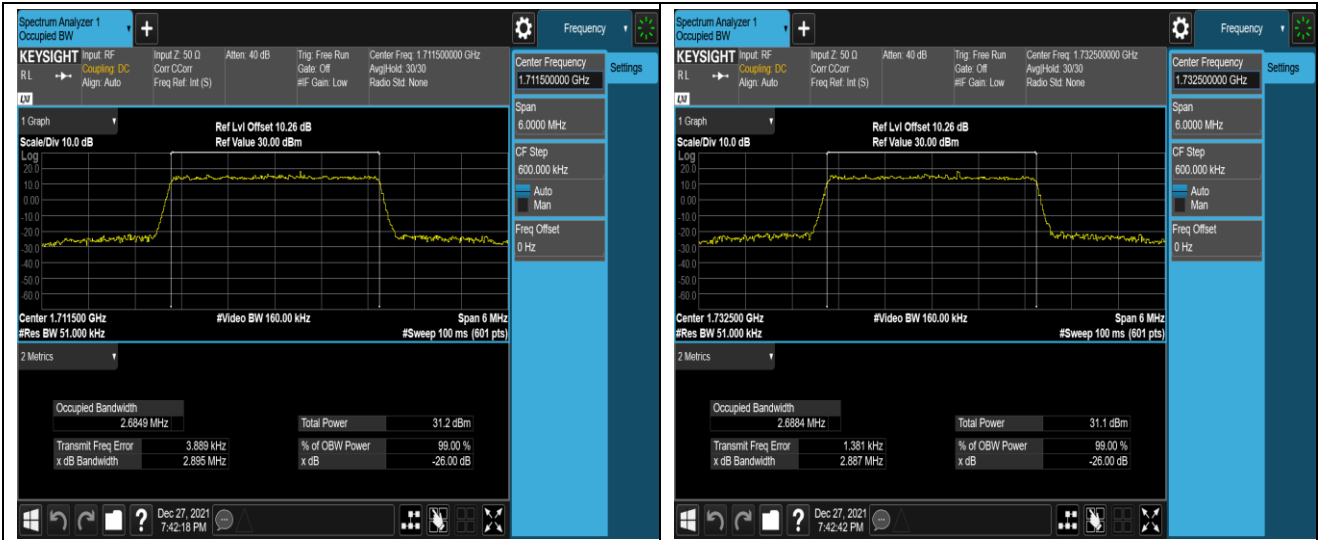 Spectrum Analyzer 1
Occupied BW
Frequency
KEYSIGHT Input: RF Input Z: 50 Ω Atten: 40 dB Trig: Free Run Center Freq: 1.711500000 GHz
Coupling: DC Corr CCorr Gate: Off Avg|Hold: 30/30
RL Align: Auto Freq Ref: Int (S) #IF Gain: Low Radio Std: None
LXI
Center Frequency
1.711500000 GHz
Settings
Span
6.0000 MHz
CF Step
600.000 kHz
Auto
Man
Freq Offset
0 Hz
1 Graph
Ref Lvl Offset 10.26 dB
Scale/Div 10.0 dB Ref Value 30.00 dBm
Log
20.0
10.0
0.00
-10.0
-20.0
-30.0
-40.0
-50.0
-60.0
Center 1.711500 GHz #Video BW 160.00 kHz Span 6 MHz
#Res BW 51.000 kHz #Sweep 100 ms (601 pts)
2 Metrics
Occupied Bandwidth
2.6849 MHz Total Power 31.2 dBm
Transmit Freq Error 3.889 kHz % of OBW Power 99.00 %
x dB Bandwidth 2.895 MHz x dB -26.00 dB
Dec 27, 2021
7:42:18 PM
Spectrum Analyzer 1
Occupied BW
Frequency
KEYSIGHT Input: RF Input Z: 50 Ω Atten: 40 dB Trig: Free Run Center Freq: 1.732500000 GHz
Coupling: DC Corr CCorr Gate: Off Avg|Hold: 30/30
RL Align: Auto Freq Ref: Int (S) #IF Gain: Low Radio Std: None
LXI
Center Frequency
1.732500000 GHz
Settings
Span
6.0000 MHz
CF Step
600.000 kHz
Auto
Man
Freq Offset
0 Hz
1 Graph
Ref Lvl Offset 10.26 dB
Scale/Div 10.0 dB Ref Value 30.00 dBm
Log
20.0
10.0
0.00
-10.0
-20.0
-30.0
-40.0
-50.0
-60.0
Center 1.732500 GHz #Video BW 160.00 kHz Span 6 MHz
#Res BW 51.000 kHz #Sweep 100 ms (601 pts)
2 Metrics
Occupied Bandwidth
2.6884 MHz Total Power 31.1 dBm
Transmit Freq Error 1.381 kHz % of OBW Power 99.00 %
x dB Bandwidth 2.887 MHz x dB -26.00 dB
Dec 27, 2021
7:42:42 PM